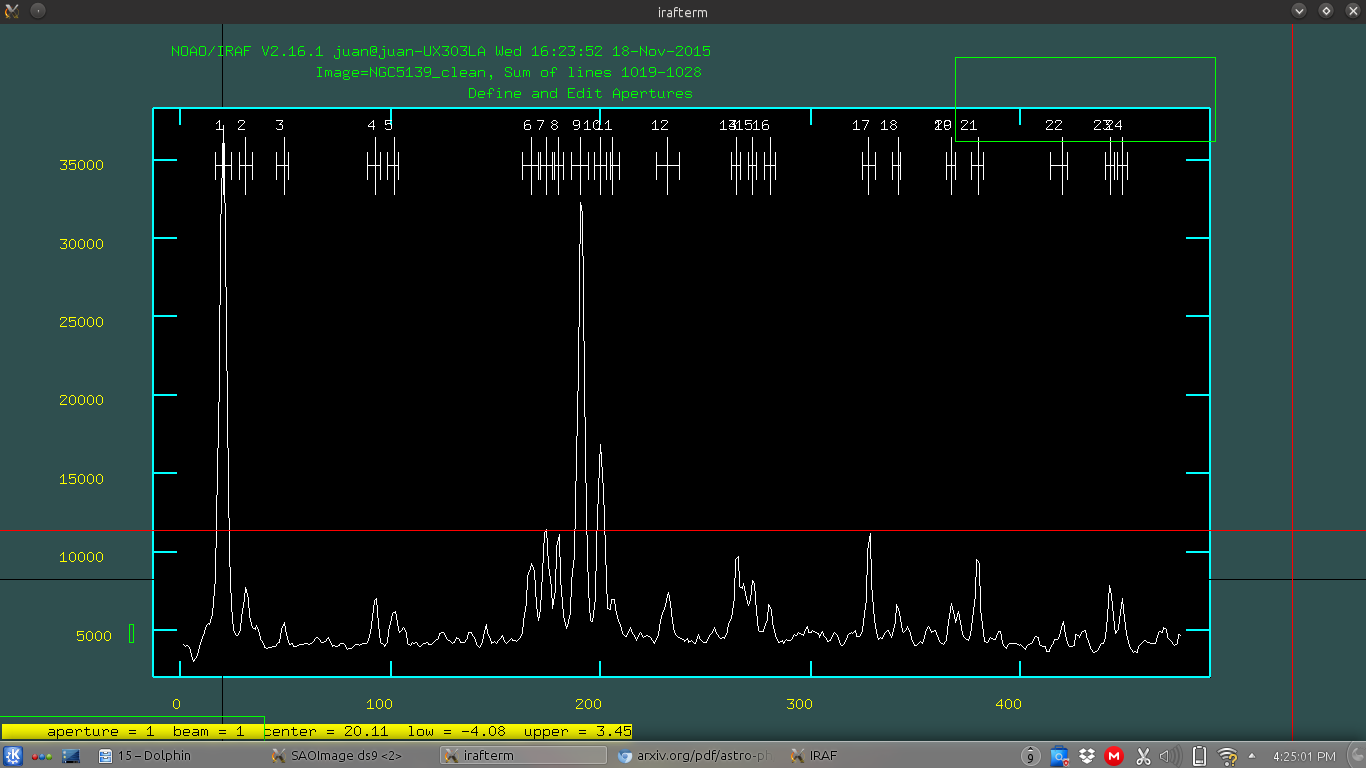 irafterm
NOAO/IRAF V2.16.1 juan@juan-UX303LA Wed 16:23:52 18-Nov-2015
Image=NGC5139_clean, Sum of lines 1019-1028
Define and Edit Apertures
1 2 3 4 5 6 7 8 9 10 11 12 15 16 17 18 21 22 23 24
35000
30000
25000
20000
15000
10000
5000
0 100 200 300 400
aperture = 1 beam = 1 center = 20.11 low = -4.08 upper = 3.45
15 – Dolphin SAOImage ds9 <2> irafterm arxiv.org/pdf/astro-ph IRAF 9 4:25:01 PM